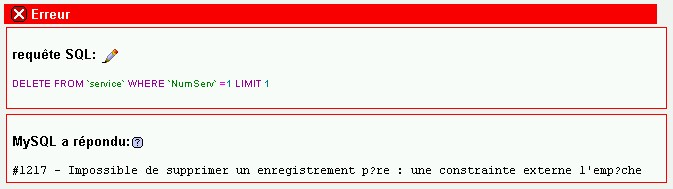 Erreur
requête SQL:
DELETE FROM `service` WHERE `NumServ` =1 LIMIT 1
MySQL a répondu:
#1217 - Impossible de supprimer un enregistrement p?re : une constrainte externe l'emp?che